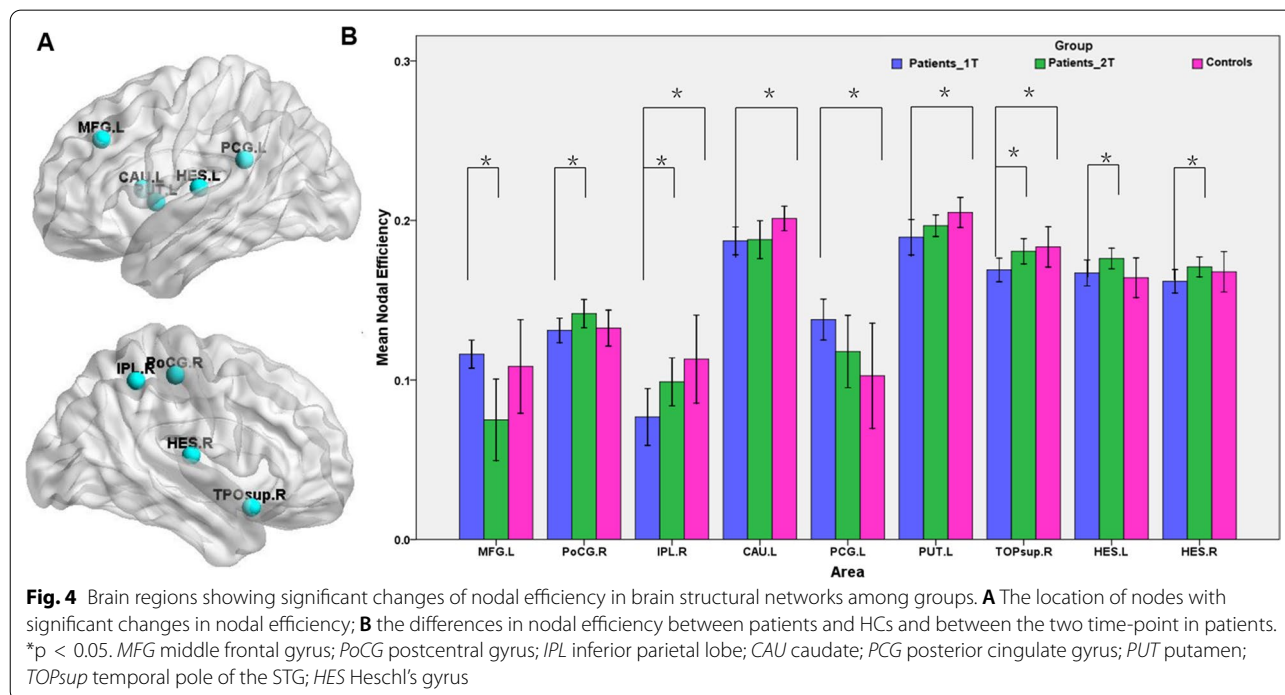 A
MFG.L
PCG.L
CAU.L
HES.L
PUT.L
IPL.R
PoCG.R
HES.R
TPOsup.R
B
Group
Patients_1T Patients_2T Controls
Mean Nodal Efficiency
0.3
0.2
0.1
0.0
* * * * * * * * * * *
MFG.L PoCG.R IPL.R CAU.L PCG.L PUT.L TOPsup.R HES.L HES.R
Area
Fig. 4 Brain regions showing significant changes of nodal efficiency in brain structural networks among groups. A The location of nodes with
significant changes in nodal efficiency; B the differences in nodal efficiency between patients and HCs and between the two time-point in patients.
*p < 0.05. MFG middle frontal gyrus; PoCG postcentral gyrus; IPL inferior parietal lobe; CAU caudate; PCG posterior cingulate gyrus; PUT putamen;
TOPsup temporal pole of the STG; HES Heschl's gyrus